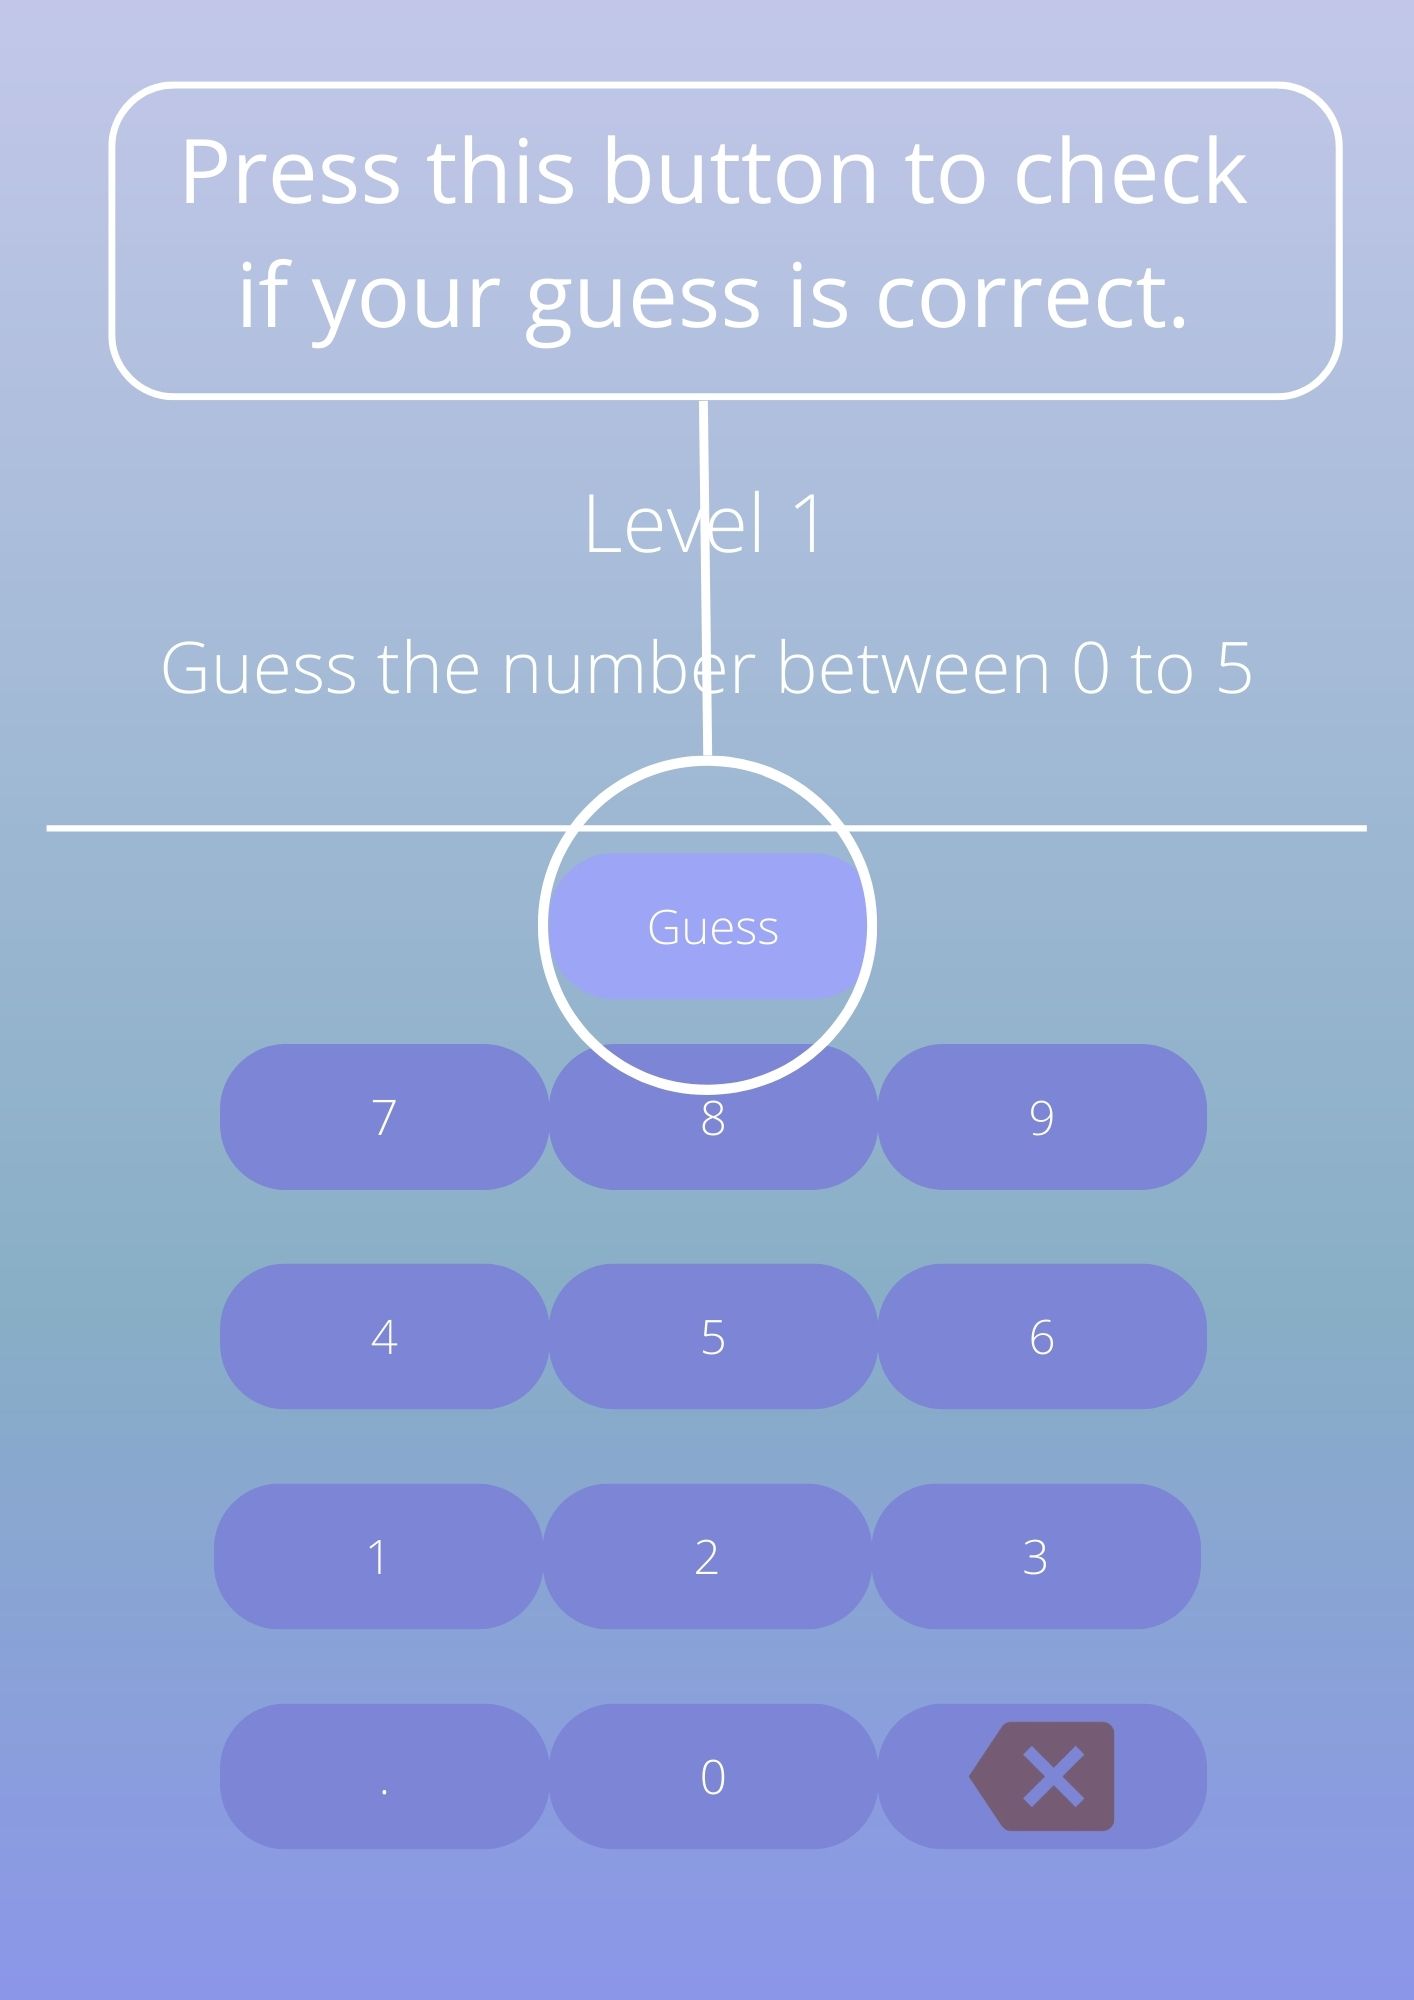 Press this button to check
if your guess is correct.
Level 1
Guess the number between 0 to 5
Guess
7 8 9
4 5 6
1 2 3
. 0